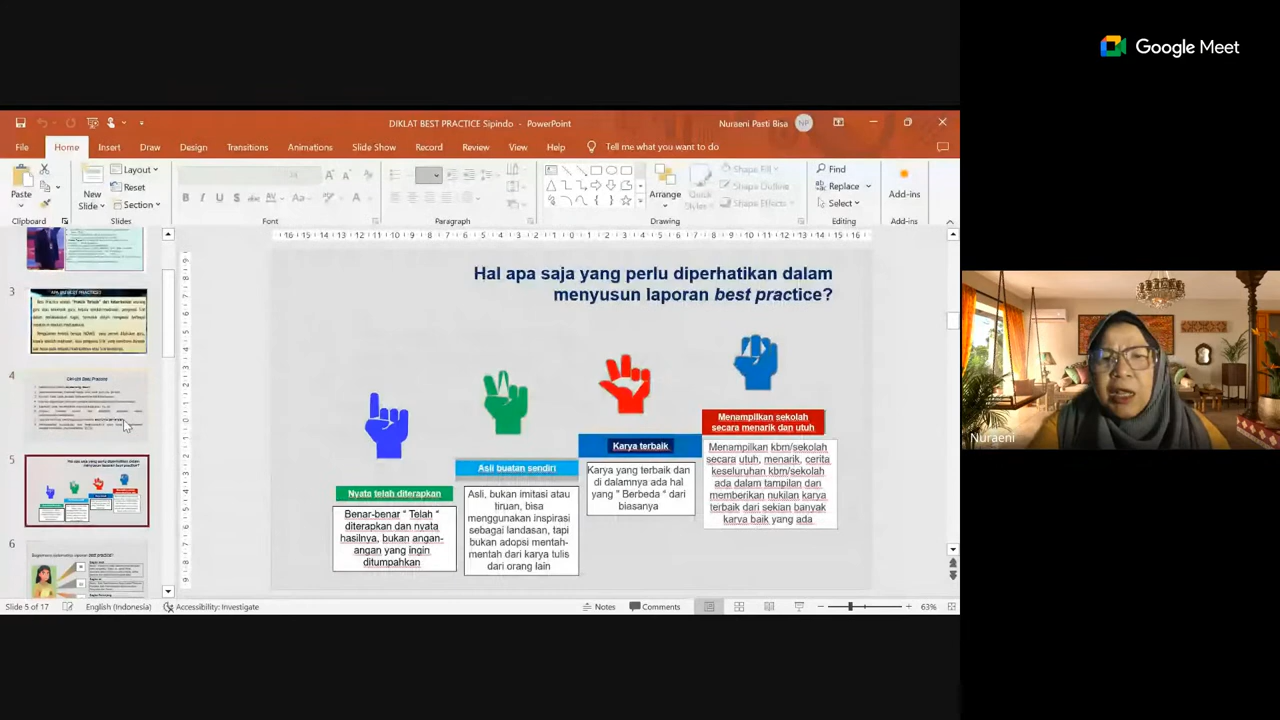 Google Meet
DIKLAT BEST PRACTICE Sipindo - PowerPoint
Nuraeni Pasti Bisa
NP
File
Home
Insert
Draw
Design
Transitions
Animations
Slide Show
Record
Review
View
Help
Tell me what you want to do
Paste
New
Slide
Layout
Reset
Section
Arrange
Quick
Styles
Shape Fill
Shape Outline
Shape Effects
Find
Replace
Select
Add-ins
Clipboard
Slides
Font
Paragraph
Drawing
Editing
Add-ins
3
4
5
6
Hal apa saja yang perlu diperhatikan dalam
menyusun laporan best practice?
Nyata telah diterapkan
Benar-benar " Telah "
diterapkan dan nyata
hasilnya, bukan angan-
angan yang ingin
ditumpahkan
Asli buatan sendiri
Asli, bukan imitasi atau
tiruan, bisa
menggunakan inspirasi
sebagai landasan, tapi
bukan adopsi mentah-
mentah dari karya tulis
dari orang lain
Karya terbaik
Karya yang terbaik dan
di dalamnya ada hal
yang " Berbeda " dari
biasanya
Menampilkan sekolah
secara menarik dan utuh
Menampilkan kbm/sekolah
secara utuh, menarik, cerita
keseluruhan kbm/sekolah
ada dalam tampilan dan
memberikan nukilan karya
terbaik dari sekian banyak
karya baik yang ada
Nuraeni
Slide 5 of 17
English (Indonesia)
Accessibility: Investigate
Notes
Comments
63%